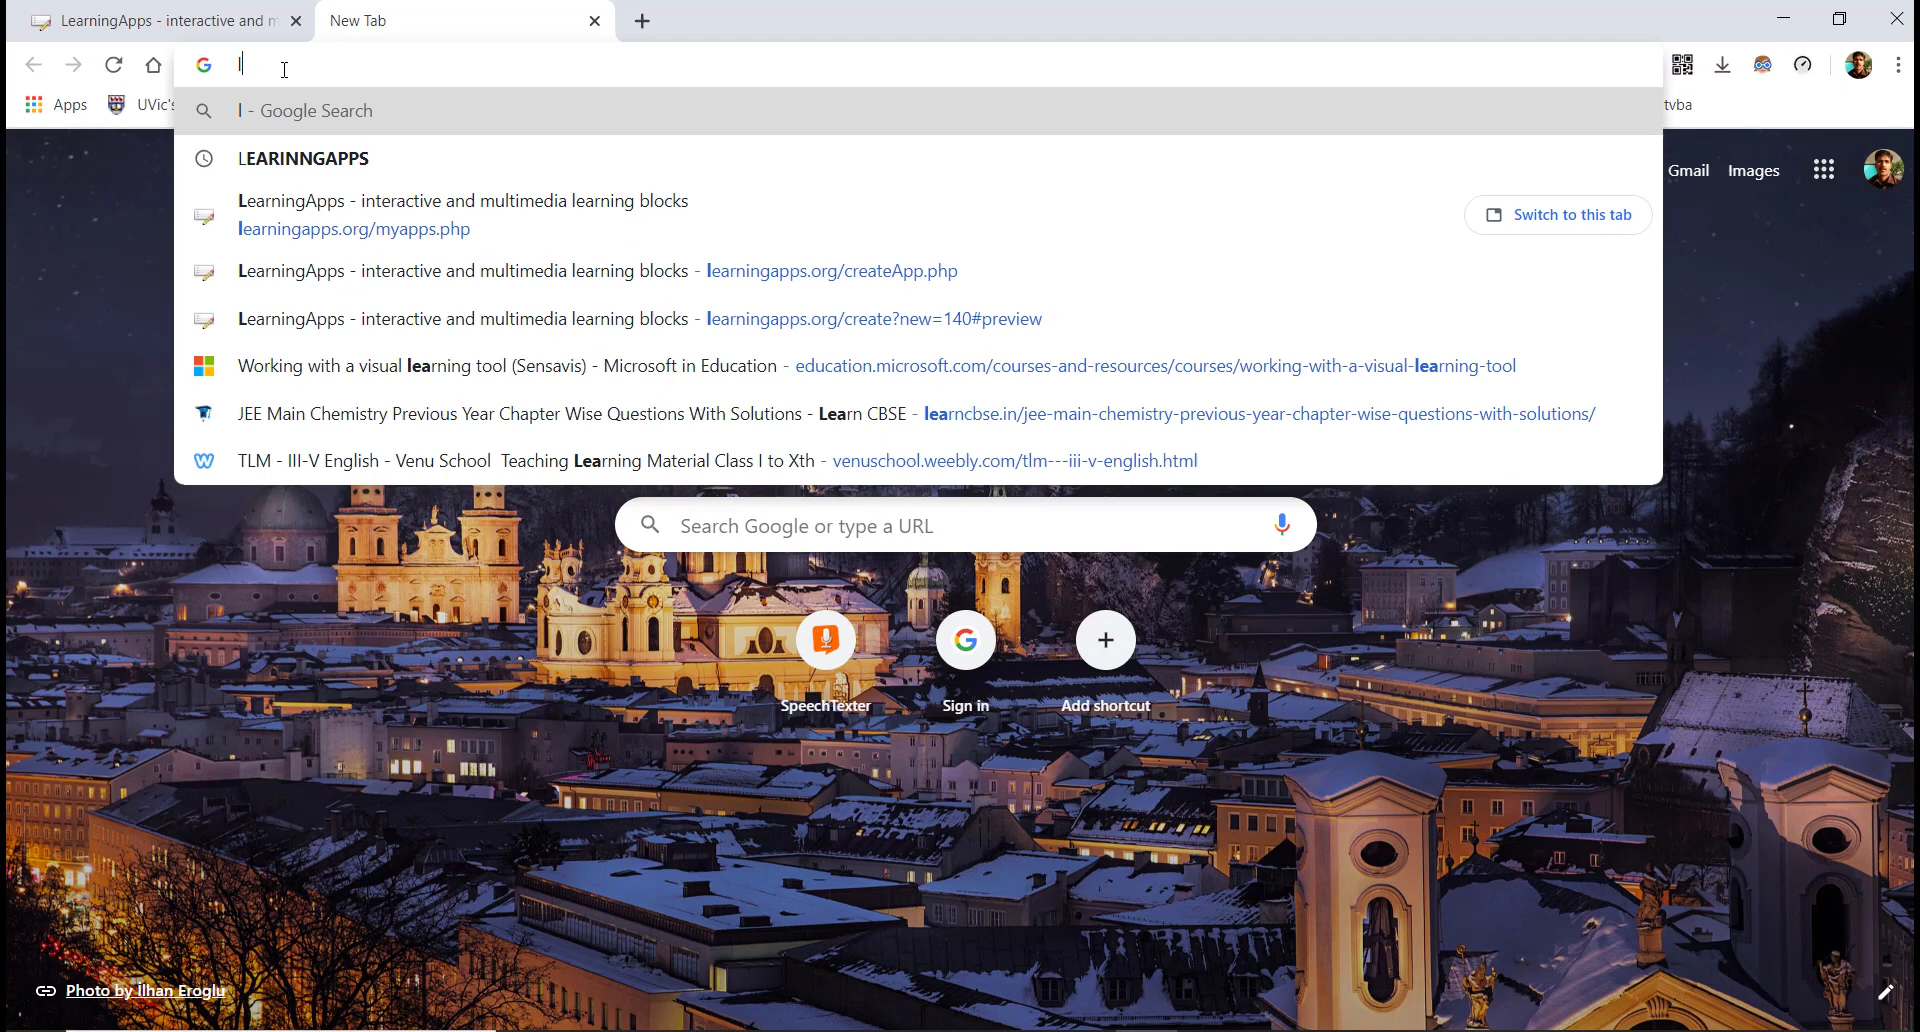 LearningApps - interactive and m
New Tab
l
Apps
UVic's
tvba
l - Google Search
LEARINNGAPPS
LearningApps - interactive and multimedia learning blocks
learningapps.org/myapps.php
Switch to this tab
Gmail
Images
LearningApps - interactive and multimedia learning blocks - learningapps.org/createApp.php
LearningApps - interactive and multimedia learning blocks - learningapps.org/create?new=140#preview
Working with a visual learning tool (Sensavis) - Microsoft in Education - education.microsoft.com/courses-and-resources/courses/working-with-a-visual-learning-tool
JEE Main Chemistry Previous Year Chapter Wise Questions With Solutions - Learn CBSE - learncbse.in/jee-main-chemistry-previous-year-chapter-wise-questions-with-solutions/
TLM - III-V English - Venu School Teaching Learning Material Class I to Xth - venuschool.weebly.com/tlm---iii-v-english.html
Search Google or type a URL
SpeechTexter
Sign in
Add shortcut
Photo by Ilhan Eroglu